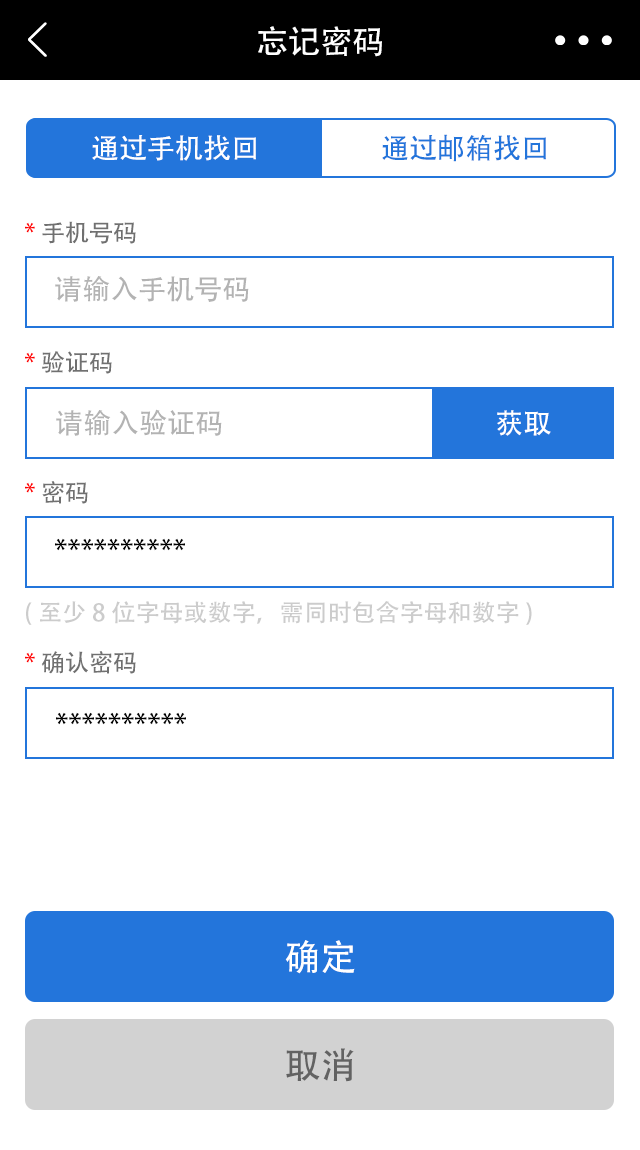 忘记密码
通过手机找回 通过邮箱找回
* 手机号码
请输入手机号码
* 验证码
请输入验证码 获取
* 密码
**********
( 至少 8 位字母或数字, 需同时包含字母和数字 )
* 确认密码
**********
确定
取消